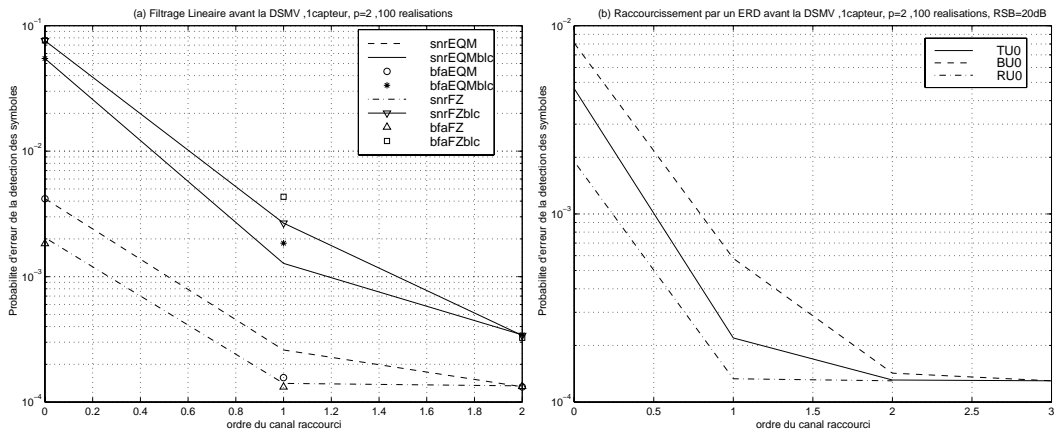 (a) Filtrage Lineaire avant la DSMV ,1capteur, p=2 ,100 realisations
Probabilite d'erreur de la detection des symboles
10^-1
10^-2
10^-3
10^-4
snrEQM
snrEQMblc
bfaEQM
bfaEQMblc
snrFZ
snrFZblc
bfaFZ
bfaFZblc
0 0.2 0.4 0.6 0.8 1 1.2 1.4 1.6 1.8 2
ordre du canal raccourci
(b) Raccourcissement par un ERD avant la DSMV ,1capteur, p=2 ,100 realisations, RSB=20dB
Probabilite d'erreur de la detection des symboles
10^-2
10^-3
10^-4
TU0
BU0
RU0
0 0.5 1 1.5 2 2.5 3
ordre du canal raccourci